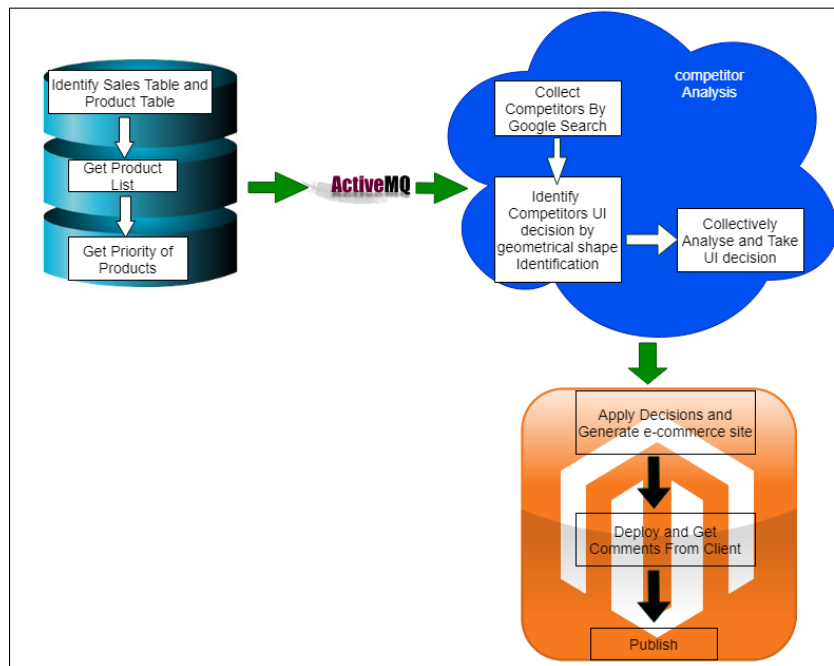 Identify Sales Table and
Product Table
Get Product
List
Get Priority of
Products
ActiveMQ
competitor
Analysis
Collect
Competitors By
Google Search
Identify
Competitors UI
decision by
geometrical shape
Identification
Collectively
Analyse and Take
UI decision
Apply Decisions and
Generate e-commerce site
Deploy and Get
Comments From Client
Publish